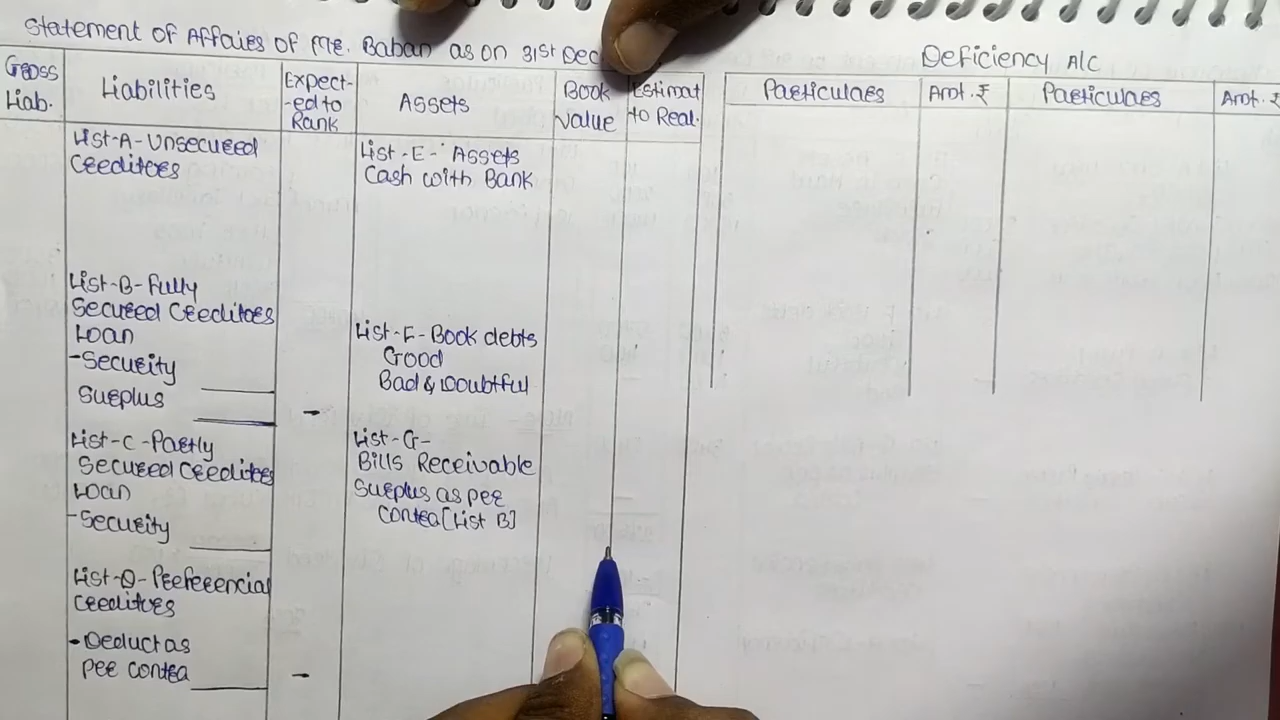 Statement of Affairs of Mr. Baban as on 31st Dec
Gross Liab.
Liabilities
Expect-
-ed to
Rank
Assets
Book
Value
Estimat
to Real.
List-A-Unsecured
Creditors
List-B-Fully
Secured Creditors
Loan
-Security
Surplus
-
List-C-Partly
Secured Creditors
Loan
-Security
List-D-Preferencial
Creditors
-Deduct as
per contra
-
List-E-Assets
Cash with Bank
List-F-Book debts
Good
Bad & Doubtful
List-G-
Bills Receivable
Surplus as per
contra [List B]
Deficiency A/C
Particulars
Amt. ₹
Particulars
Amt. ₹